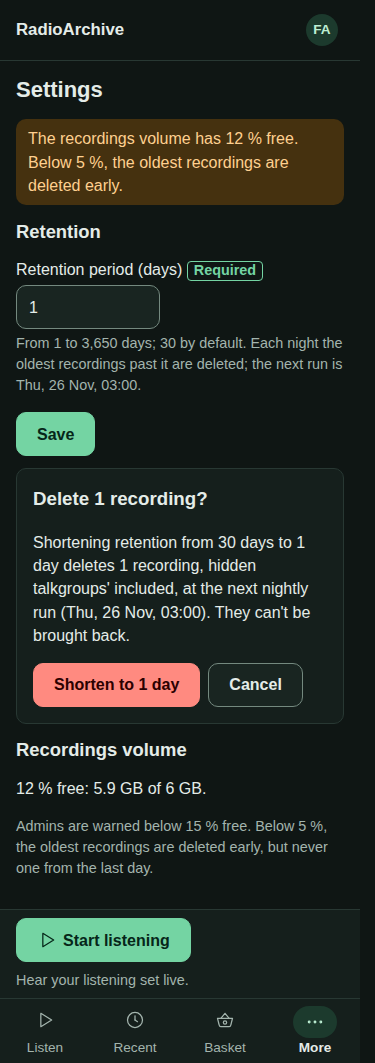 RadioArchive
FA
Settings
The recordings volume has 12 % free.
Below 5 %, the oldest recordings are
deleted early.
Retention
Retention period (days) Required
1
From 1 to 3,650 days; 30 by default. Each night the
oldest recordings past it are deleted; the next run is
Thu, 26 Nov, 03:00.
Save
Delete 1 recording?
Shortening retention from 30 days to 1
day deletes 1 recording, hidden
talkgroups' included, at the next nightly
run (Thu, 26 Nov, 03:00). They can't be
brought back.
Shorten to 1 day
Cancel
Recordings volume
12 % free: 5.9 GB of 6 GB.
Admins are warned below 15 % free. Below 5 %,
the oldest recordings are deleted early, but never
one from the last day.
Start listening
Hear your listening set live.
Listen
Recent
Basket
More